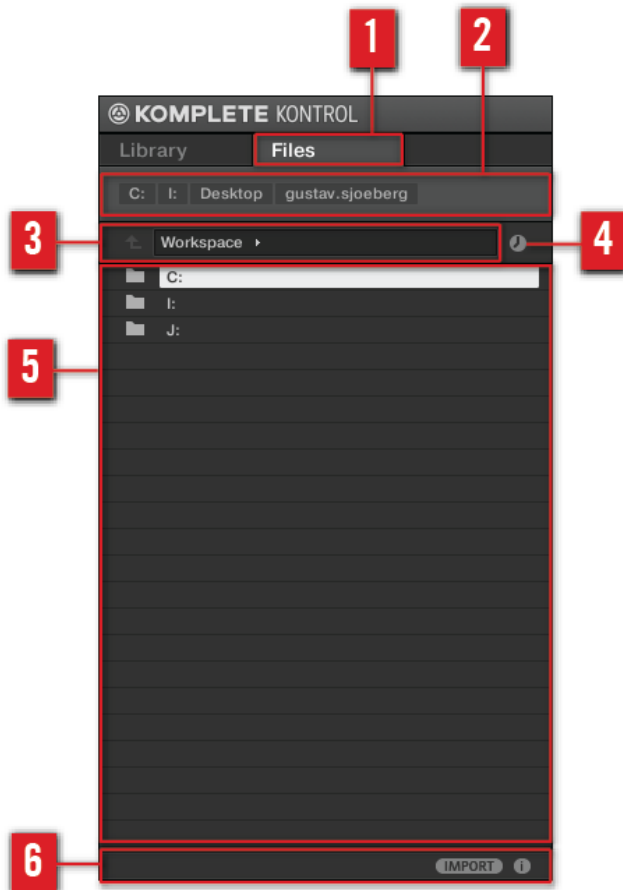 1
2
KOMPLETE KONTROL
Library Files
C: I: Desktop gustav.sjoeberg
3
Workspace
4
C:
I:
J:
5
6
IMPORT i